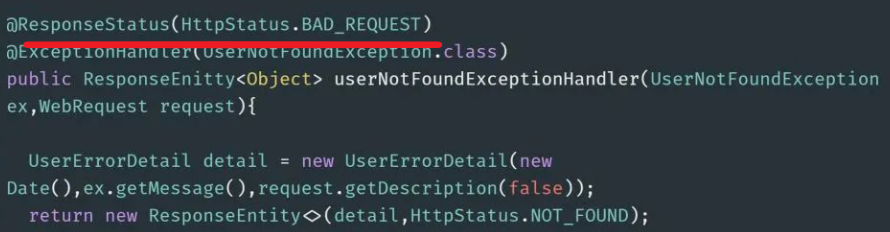 @ResponseStatus(HttpStatus.BAD_REQUEST)
@ExceptionHandler(UserNotFoundException.class)
public ResponseEnitty<Object> userNotFoundExceptionHandler(UserNotFoundException
ex,WebRequest request){
UserErrorDetail detail = new UserErrorDetail(new
Date(),ex.getMessage(),request.getDescription(false));
return new ResponseEntity<>(detail,HttpStatus.NOT_FOUND);